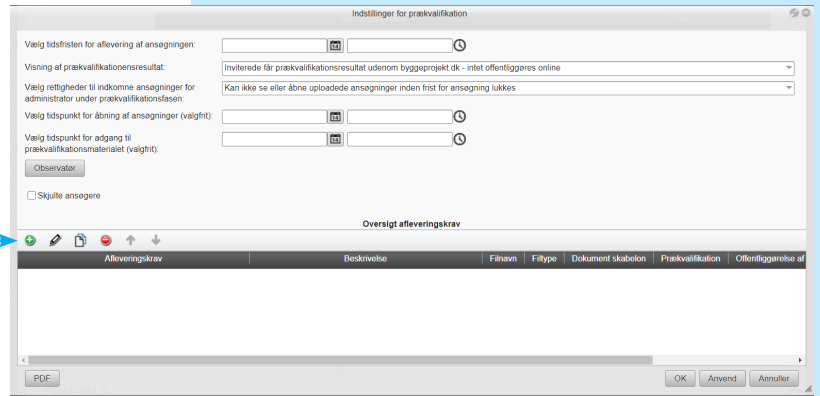 Indstillinger for prækvalifikation
Vælg tidsfristen for aflevering af ansøgningen:
Visning af prækvalifikationensresultat:
Inviterede får prækvalifikationsresultat udenom byggeprojekt.dk - intet offentliggøres online
Vælg rettigheder til indkomne ansøgninger for
administrator under prækvalifikationsfasen:
Kan ikke se eller åbne uploadede ansøgninger inden frist for ansøgning lukkes
Vælg tidspunkt for åbning af ansøgninger (valgfrit):
Vælg tidspunkt for adgang til
prækvalifikationsmaterialet (valgfrit):
Observatør
Skjulte ansøgere
Oversigt afleveringskrav
Afleveringskrav Beskrivelse Filnavn Filtype Dokument skabelon Prækvalifikation Offentliggørelse af
PDF OK Anvend Annuller